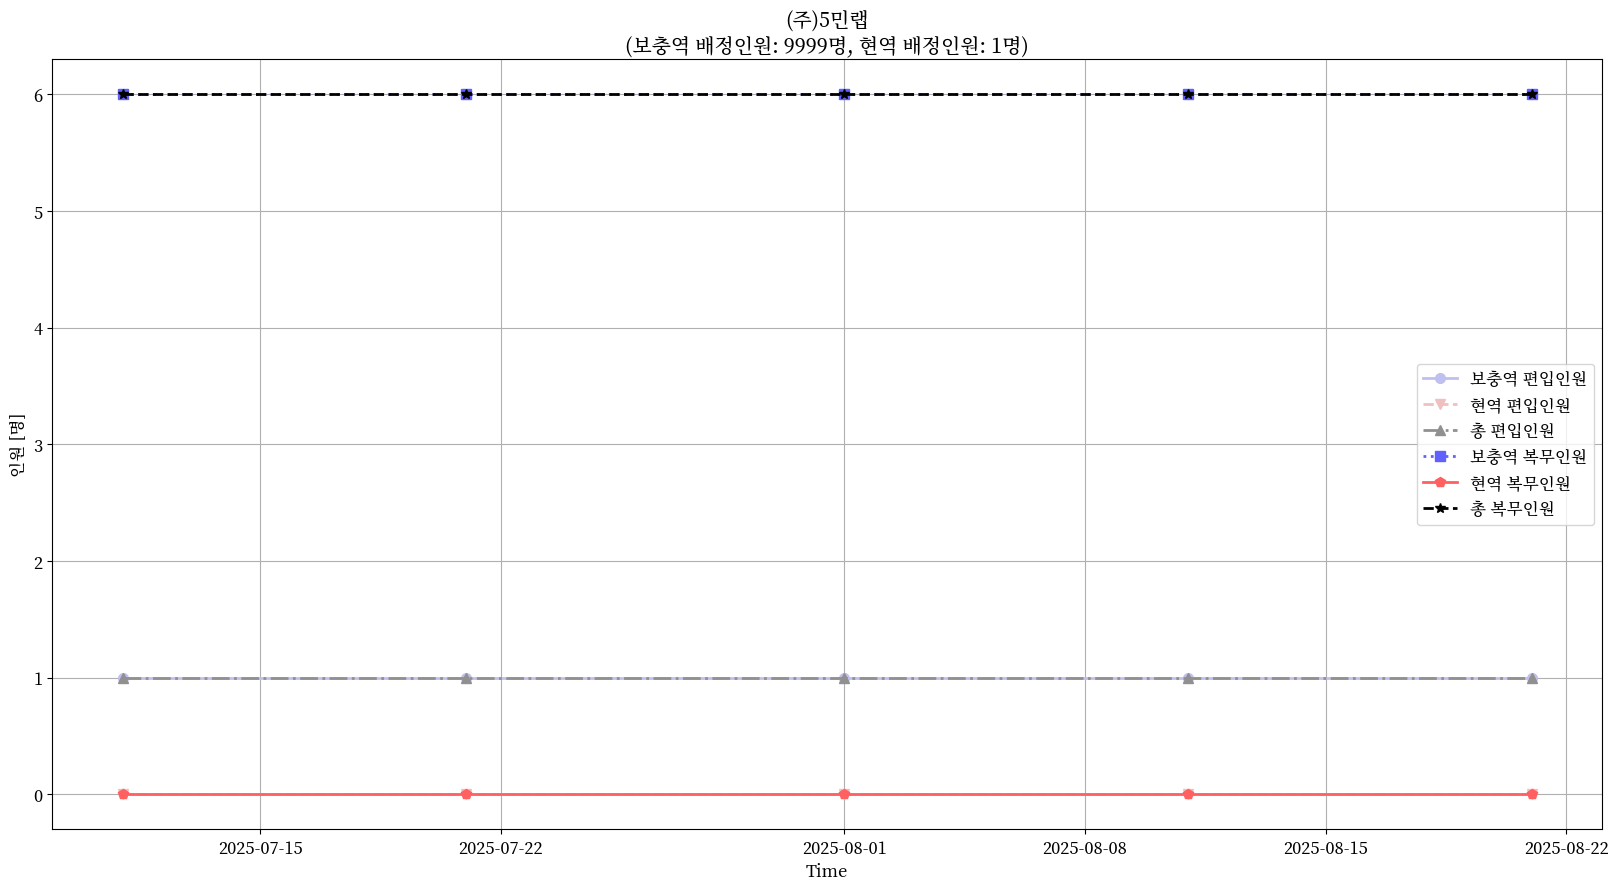 (주)5민랩
(보충역 배정인원: 9999명, 현역 배정인원: 1명)
인원 [명]
6
5
4
3
2
1
0
보충역 편입인원
현역 편입인원
총 편입인원
보충역 복무인원
현역 복무인원
총 복무인원
2025-07-15
2025-07-22
2025-08-01
2025-08-08
2025-08-15
2025-08-22
Time